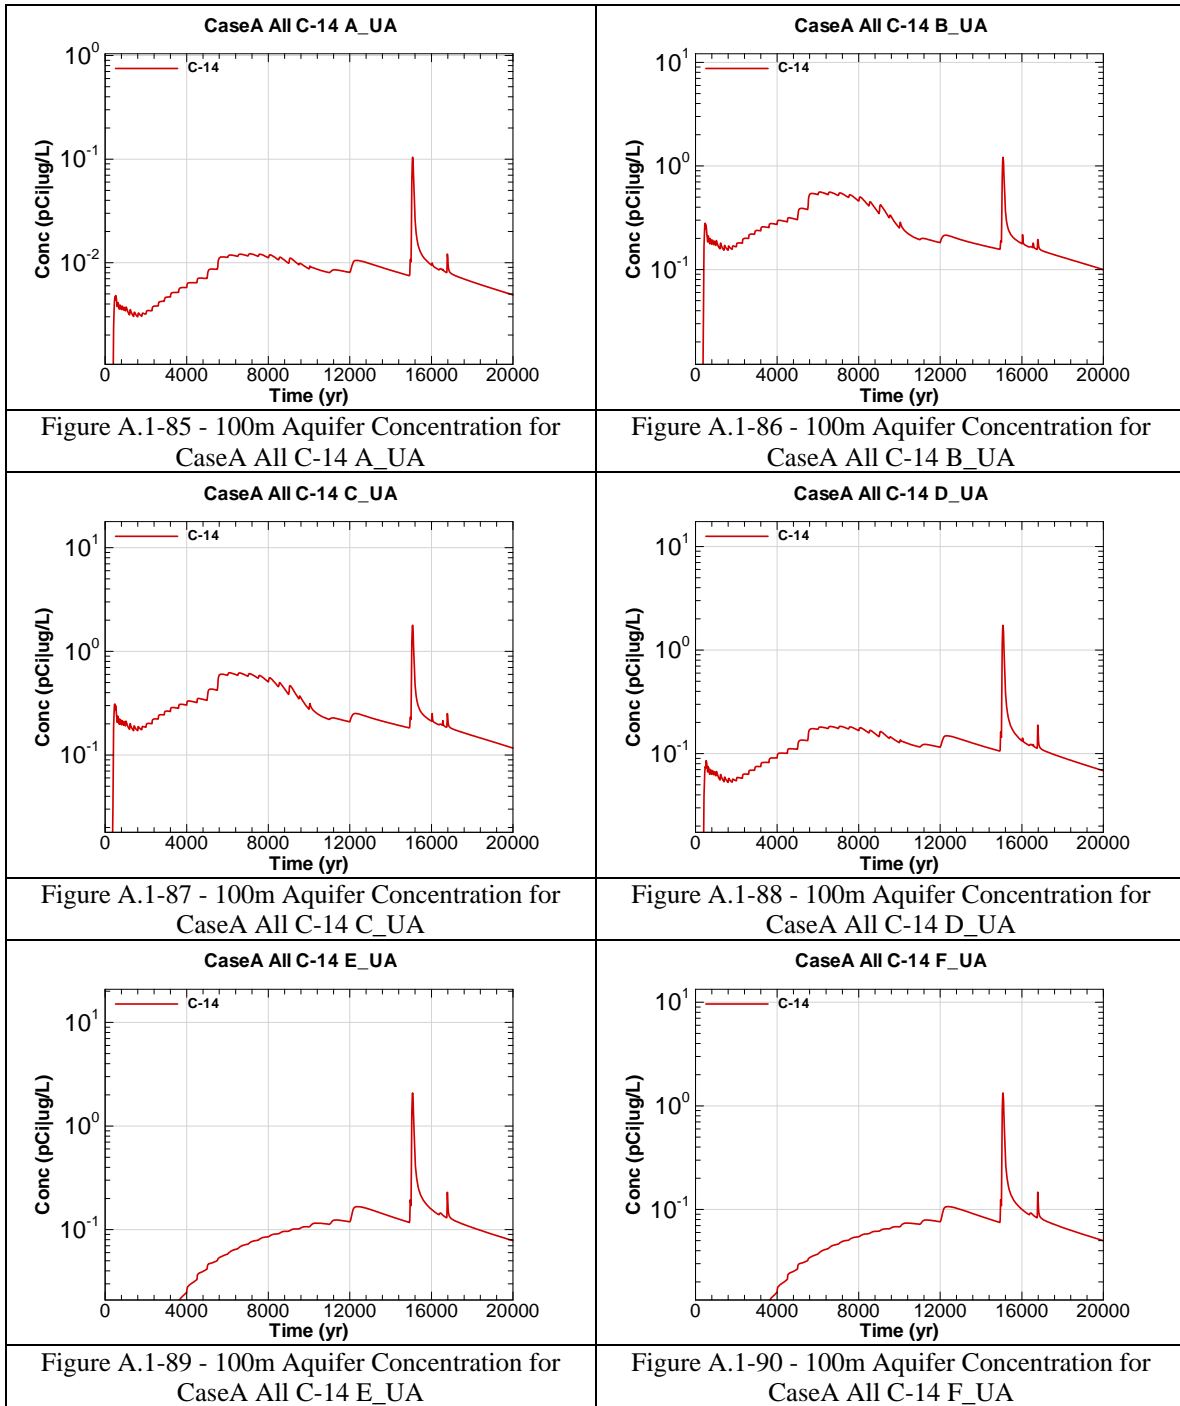 CaseA All C-14 A_UA
C-14
Conc (pCi|ug/L)
10^0
10^-1
10^-2
0 4000 8000 12000 16000 20000
Time (yr)
Figure A.1-85 - 100m Aquifer Concentration for
CaseA All C-14 A_UA
CaseA All C-14 B_UA
C-14
Conc (pCi|ug/L)
10^1
10^0
10^-1
0 4000 8000 12000 16000 20000
Time (yr)
Figure A.1-86 - 100m Aquifer Concentration for
CaseA All C-14 B_UA
CaseA All C-14 C_UA
C-14
Conc (pCi|ug/L)
10^1
10^0
10^-1
0 4000 8000 12000 16000 20000
Time (yr)
Figure A.1-87 - 100m Aquifer Concentration for
CaseA All C-14 C_UA
CaseA All C-14 D_UA
C-14
Conc (pCi|ug/L)
10^1
10^0
10^-1
0 4000 8000 12000 16000 20000
Time (yr)
Figure A.1-88 - 100m Aquifer Concentration for
CaseA All C-14 D_UA
CaseA All C-14 E_UA
C-14
Conc (pCi|ug/L)
10^1
10^0
10^-1
0 4000 8000 12000 16000 20000
Time (yr)
Figure A.1-89 - 100m Aquifer Concentration for
CaseA All C-14 E_UA
CaseA All C-14 F_UA
C-14
Conc (pCi|ug/L)
10^1
10^0
10^-1
0 4000 8000 12000 16000 20000
Time (yr)
Figure A.1-90 - 100m Aquifer Concentration for
CaseA All C-14 F_UA